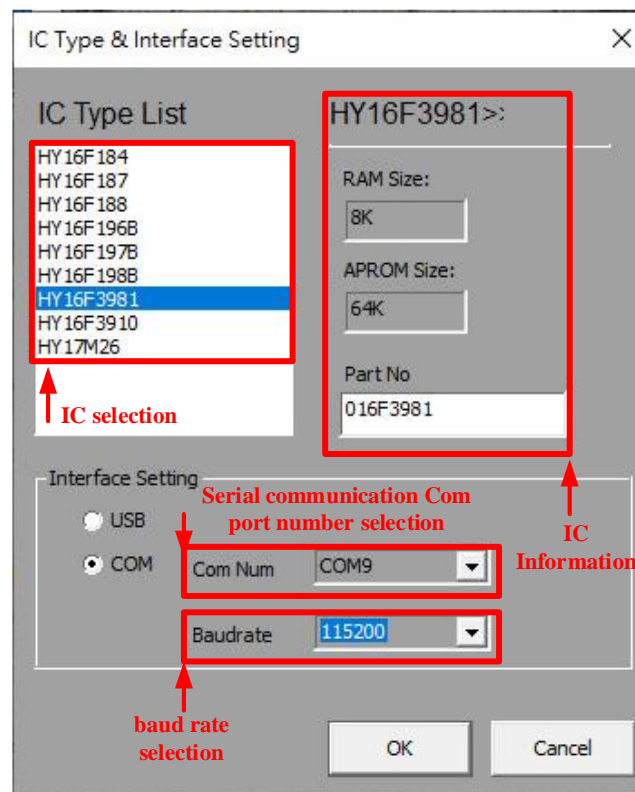 IC Type & Interface Setting
IC Type List
HY16F184
HY16F187
HY16F188
HY16F196B
HY16F197B
HY16F198B
HY16F3981
HY16F3910
HY17M26
IC selection
HY16F3981>:
RAM Size:
8K
APROM Size:
64K
Part No
016F3981
IC
Information
Interface Setting
USB
COM
Serial communication Com
port number selection
Com Num
COM9
Baudrate
115200
baud rate
selection
OK
Cancel